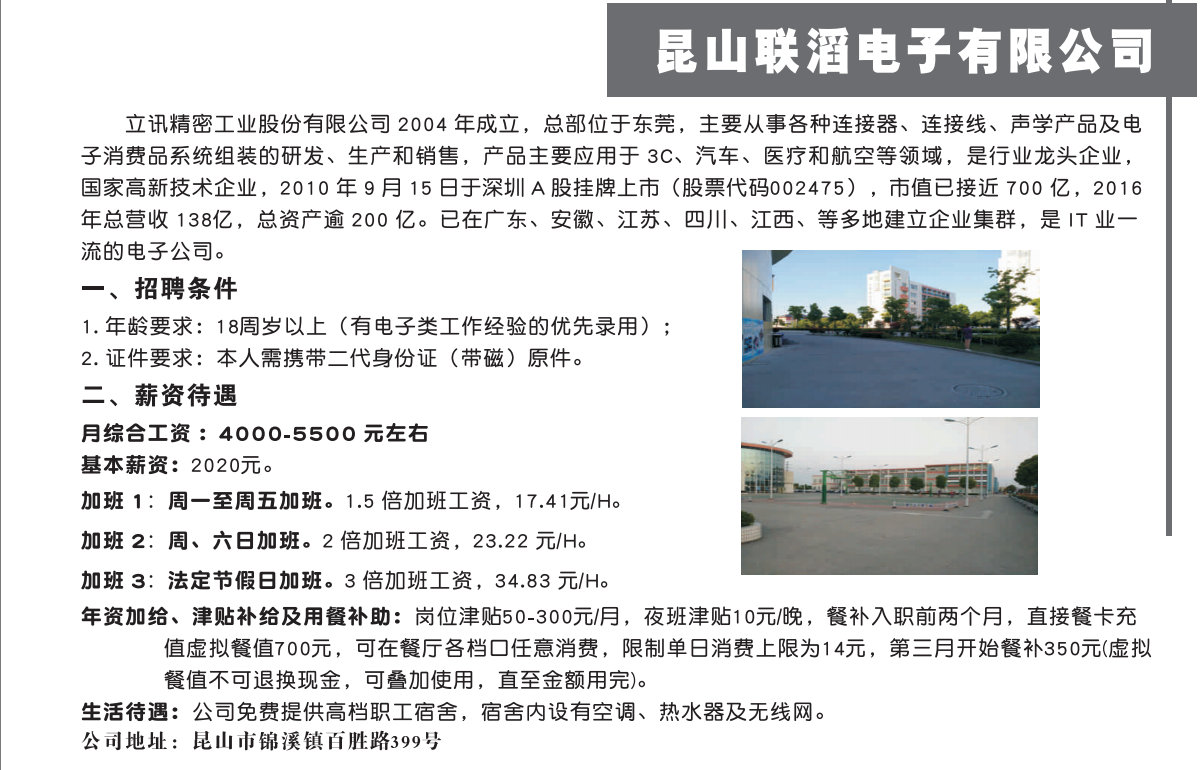 昆山联滔电子有限公司
立讯精密工业股份有限公司 2004 年成立，总部位于东莞，主要从事各种连接器、连接线、声学产品及电
子消费品系统组装的研发、生产和销售，产品主要应用于 3C、汽车、医疗和航空等领域，是行业龙头企业，
国家高新技术企业，2010 年 9 月 15 日于深圳 A 股挂牌上市（股票代码002475），市值已接近 700 亿，2016
年总营收 138亿，总资产逾 200 亿。已在广东、安徽、江苏、四川、江西、等多地建立企业集群，是 IT 业一
流的电子公司。
一、招聘条件
1. 年龄要求：18周岁以上（有电子类工作经验的优先录用）；
2. 证件要求：本人需携带二代身份证（带磁）原件。
二、薪资待遇
月综合工资：4000-5500 元左右
基本薪资：2020元。
加班 1：周一至周五加班。1.5 倍加班工资，17.41元/H。
加班 2：周、六日加班。2 倍加班工资，23.22 元/H。
加班 3：法定节假日加班。3 倍加班工资，34.83 元/H。
年资加给、津贴补给及用餐补助：岗位津贴50-300元/月，夜班津贴10元/晚，餐补入职前两个月，直接餐卡充
值虚拟餐值700元，可在餐厅各档口任意消费，限制单日消费上限为14元，第三月开始餐补350元(虚拟
餐值不可退换现金，可叠加使用，直至金额用完)。
生活待遇：公司免费提供高档职工宿舍，宿舍内设有空调、热水器及无线网。
公司地址：昆山市锦溪镇百胜路399号